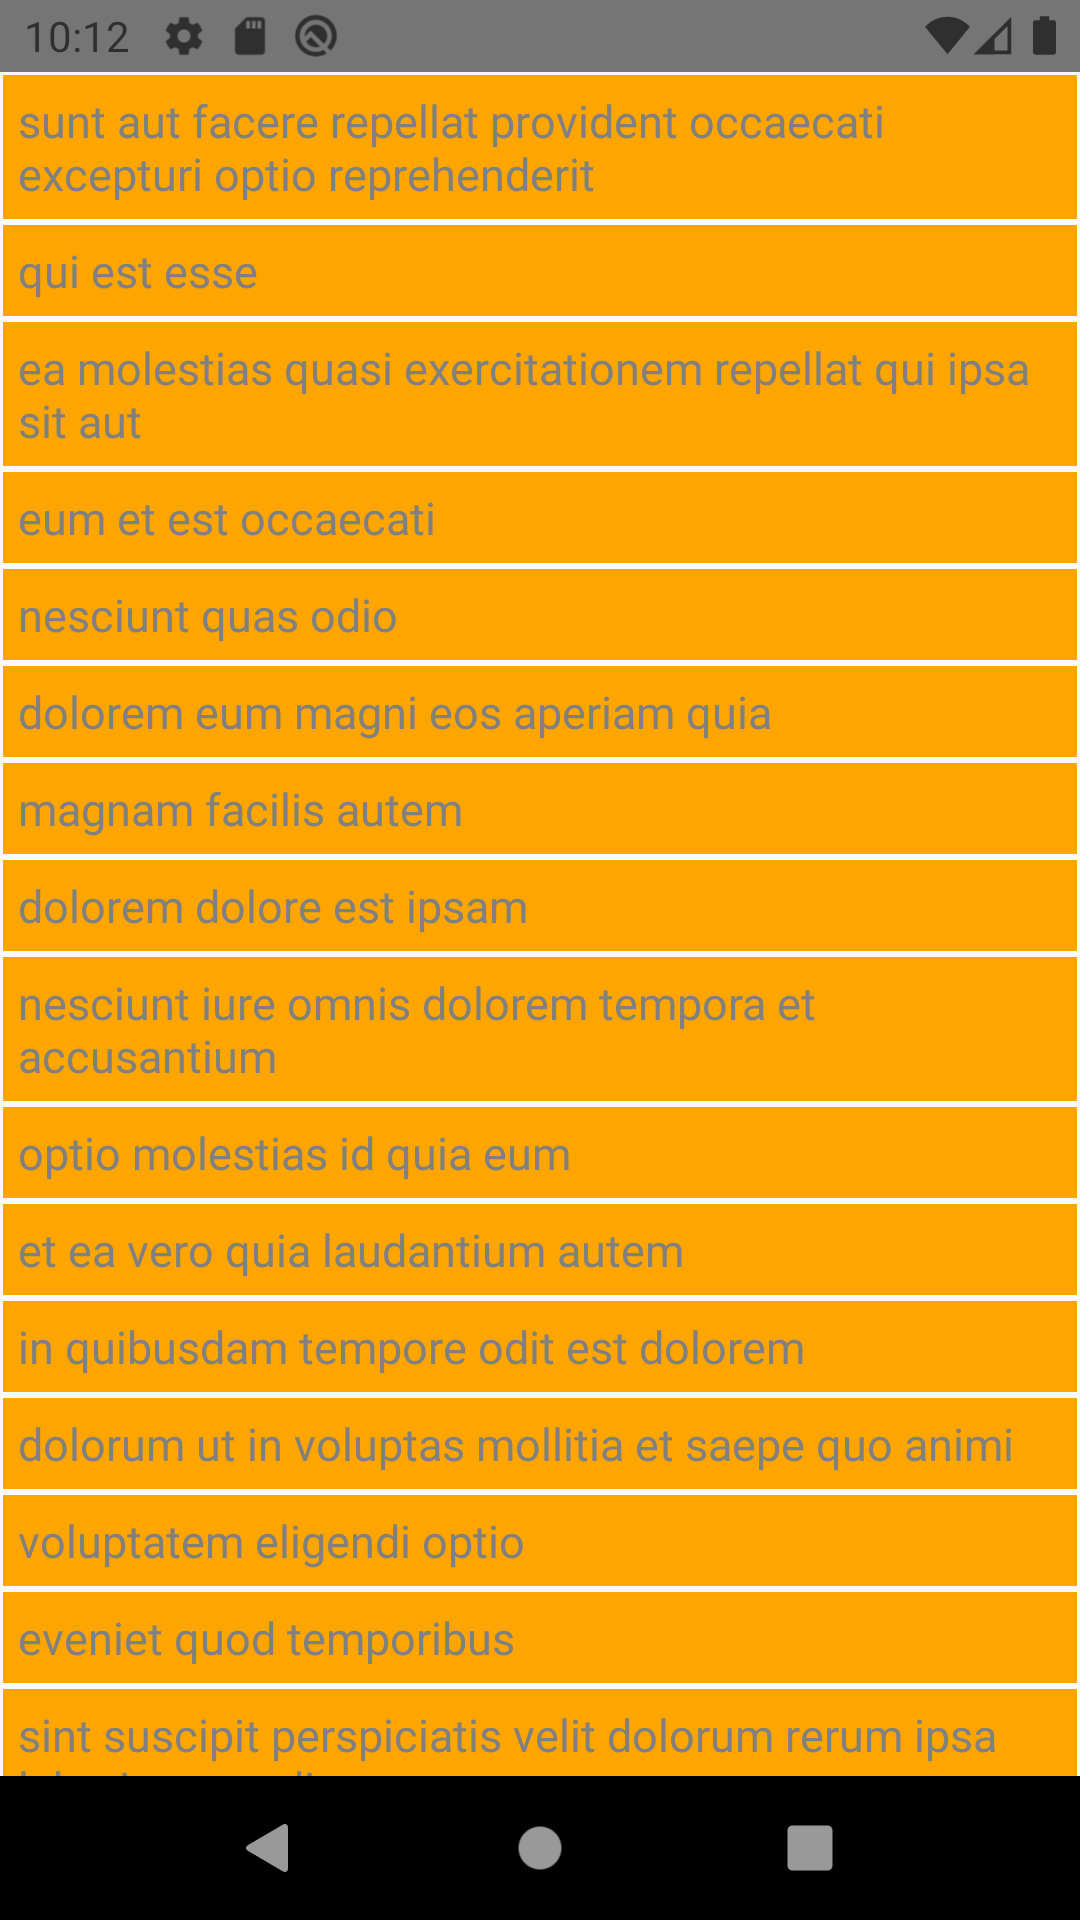 10:12
sunt aut facere repellat provident occaecati
excepturi optio reprehenderit
qui est esse
ea molestias quasi exercitationem repellat qui ipsa
sit aut
eum et est occaecati
nesciunt quas odio
dolorem eum magni eos aperiam quia
magnam facilis autem
dolorem dolore est ipsam
nesciunt iure omnis dolorem tempora et
accusantium
optio molestias id quia eum
et ea vero quia laudantium autem
in quibusdam tempore odit est dolorem
dolorum ut in voluptas mollitia et saepe quo animi
voluptatem eligendi optio
eveniet quod temporibus
sint suscipit perspiciatis velit dolorum rerum ipsa